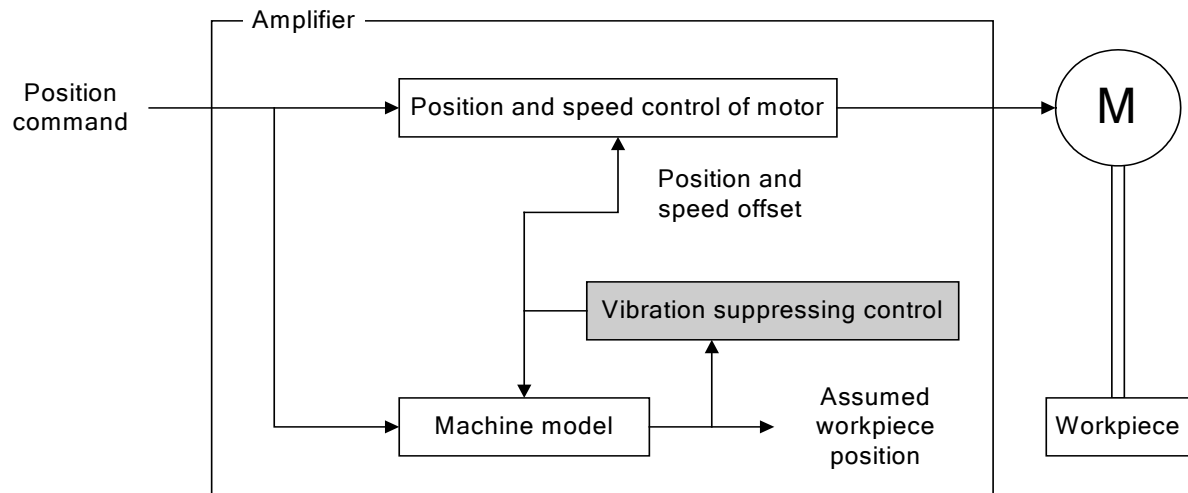 Amplifier
Position
command
Position and speed control of motor
M
Position and
speed offset
Vibration suppressing control
Machine model
Assumed
workpiece
position
Workpiece